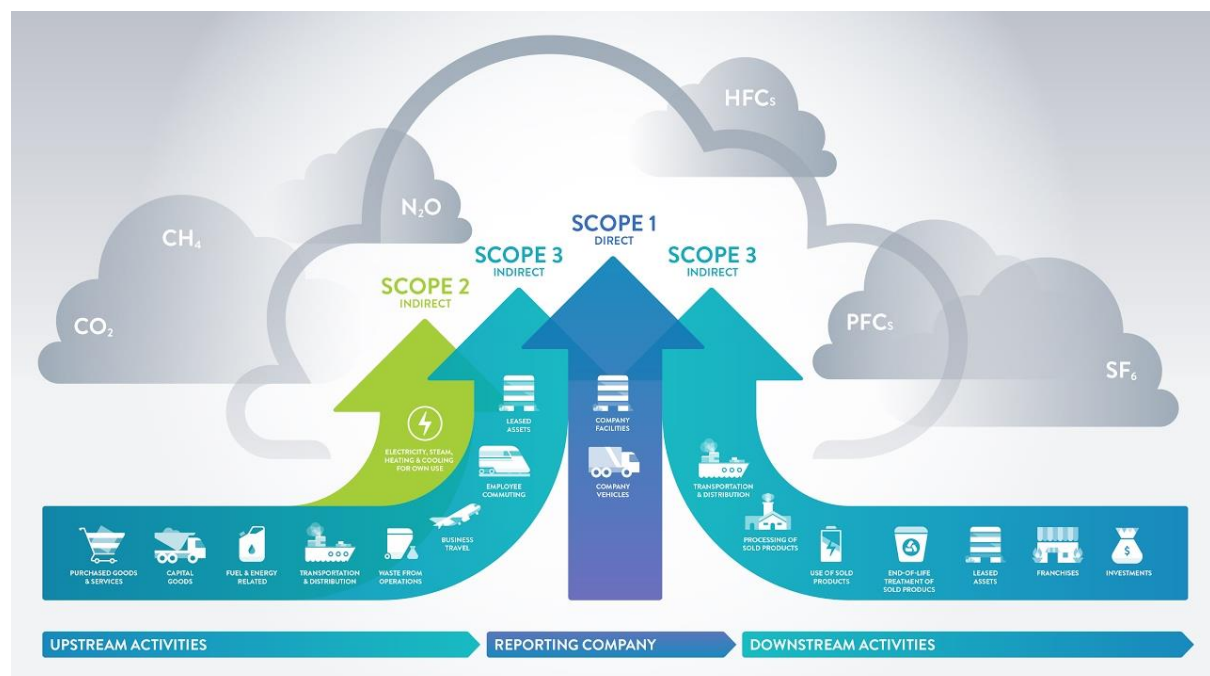 HFCs
N₂O
CH₄
CO₂
PFCs
SF₆
SCOPE 2
INDIRECT
SCOPE 3
INDIRECT
SCOPE 1
DIRECT
SCOPE 3
INDIRECT
ELECTRICITY, STEAM,
HEATING & COOLING
FOR OWN USE
PURCHASED GOODS
& SERVICES
CAPITAL
GOODS
FUEL & ENERGY
RELATED
TRANSPORTATION
& DISTRIBUTION
WASTE FROM
OPERATIONS
BUSINESS
TRAVEL
EMPLOYEE
COMMUTING
LEASED
ASSETS
COMPANY
FACILITIES
COMPANY
VEHICLES
TRANSPORTATION
& DISTRIBUTION
PROCESSING OF
SOLD PRODUCTS
USE OF SOLD
PRODUCTS
END-OF-LIFE
TREATMENT OF
SOLD PRODUCS
LEASED
ASSETS
FRANCHISES
$
INVESTMENTS
UPSTREAM ACTIVITIES
REPORTING COMPANY
DOWNSTREAM ACTIVITIES